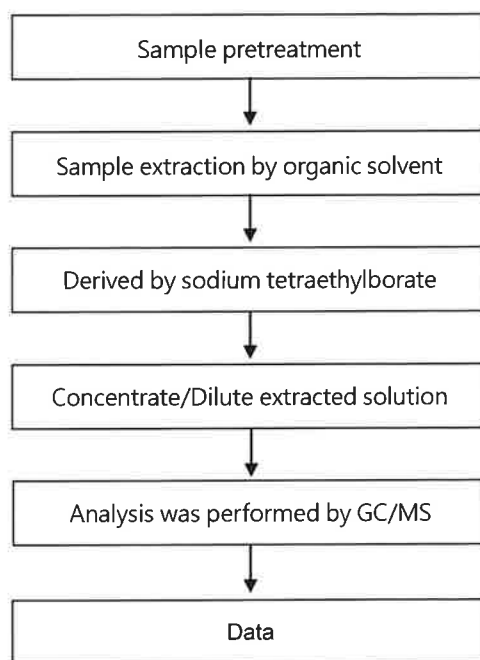 Sample pretreatment
Sample extraction by organic solvent
Derived by sodium tetraethylborate
Concentrate/Dilute extracted solution
Analysis was performed by GC/MS
Data